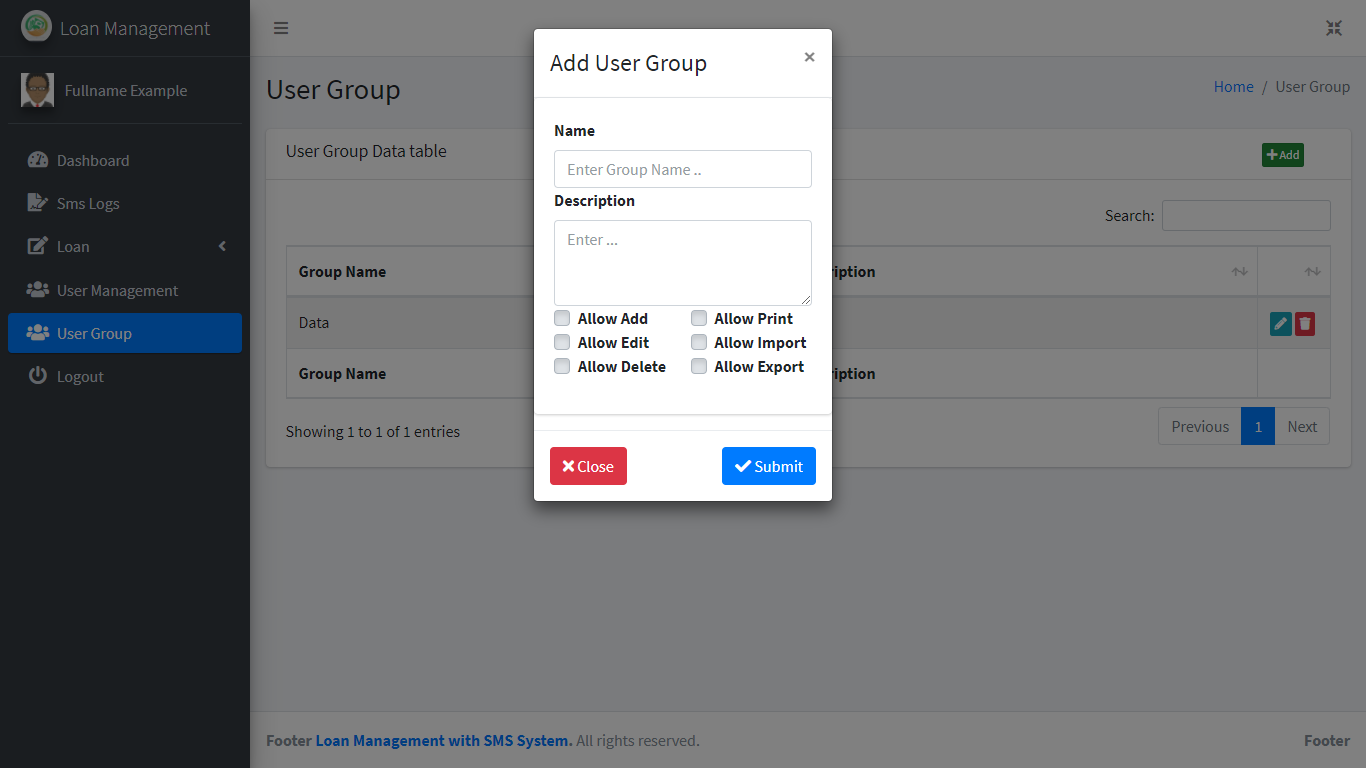 Loan Management
Fullname Example
Dashboard
Sms Logs
Loan
User Management
User Group
Logout
User Group
Home / User Group
User Group Data table
Add
Search:
Group Name
ription
Data
Group Name
ription
Showing 1 to 1 of 1 entries
Previous 1 Next
Add User Group ×
Name
Enter Group Name ..
Description
Enter ...
Allow Add Allow Print
Allow Edit Allow Import
Allow Delete Allow Export
Close Submit
Footer Loan Management with SMS System. All rights reserved. Footer